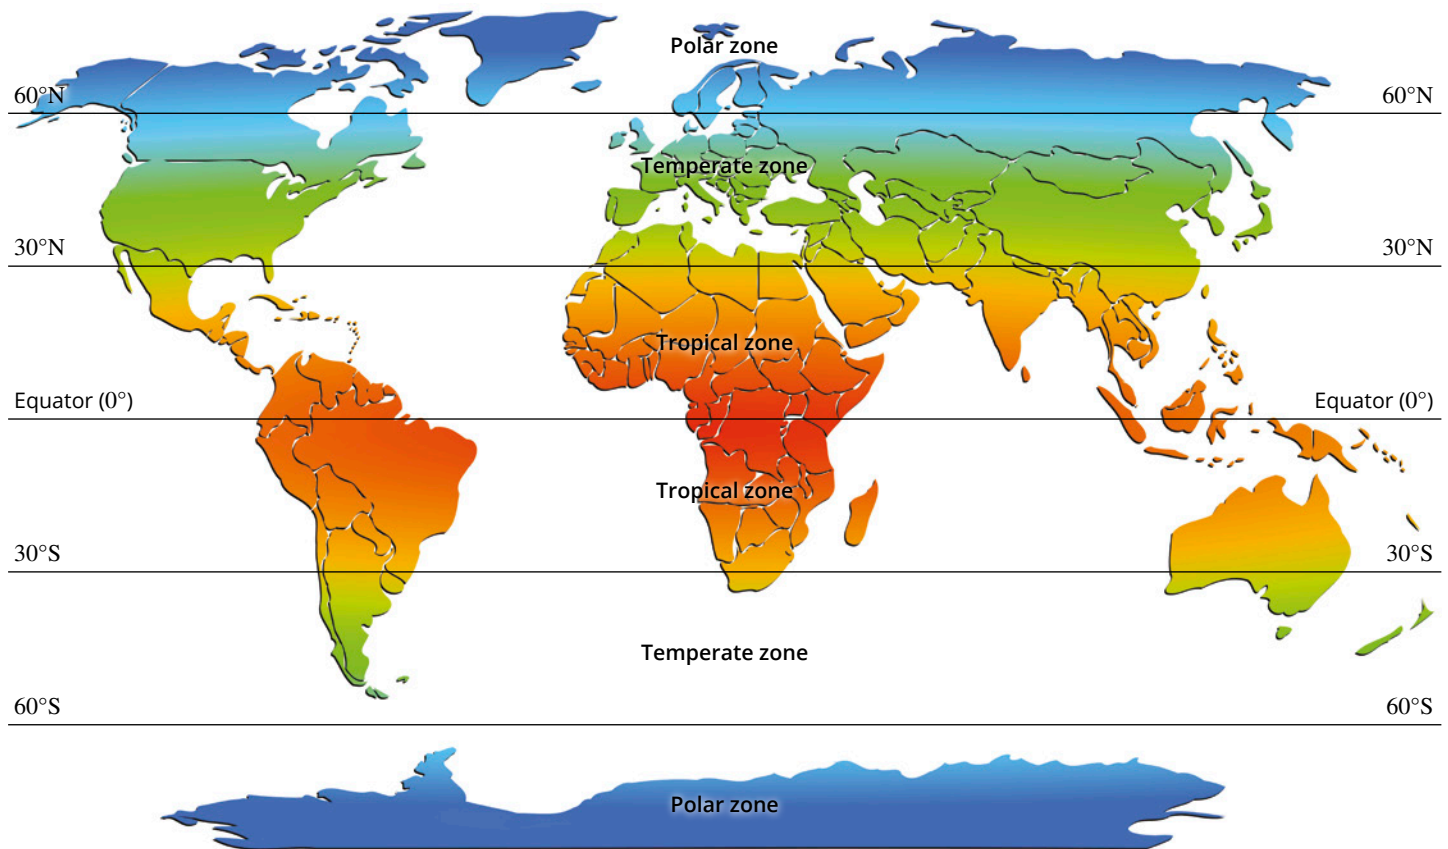 Polar zone
60°N 60°N
Temperate zone
30°N 30°N
Tropical zone
Equator (0°) Equator (0°)
Tropical zone
30°S 30°S
Temperate zone
60°S 60°S
Polar zone